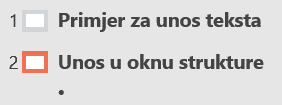 1 Primjer za unos teksta
2 Unos u oknu strukture
•